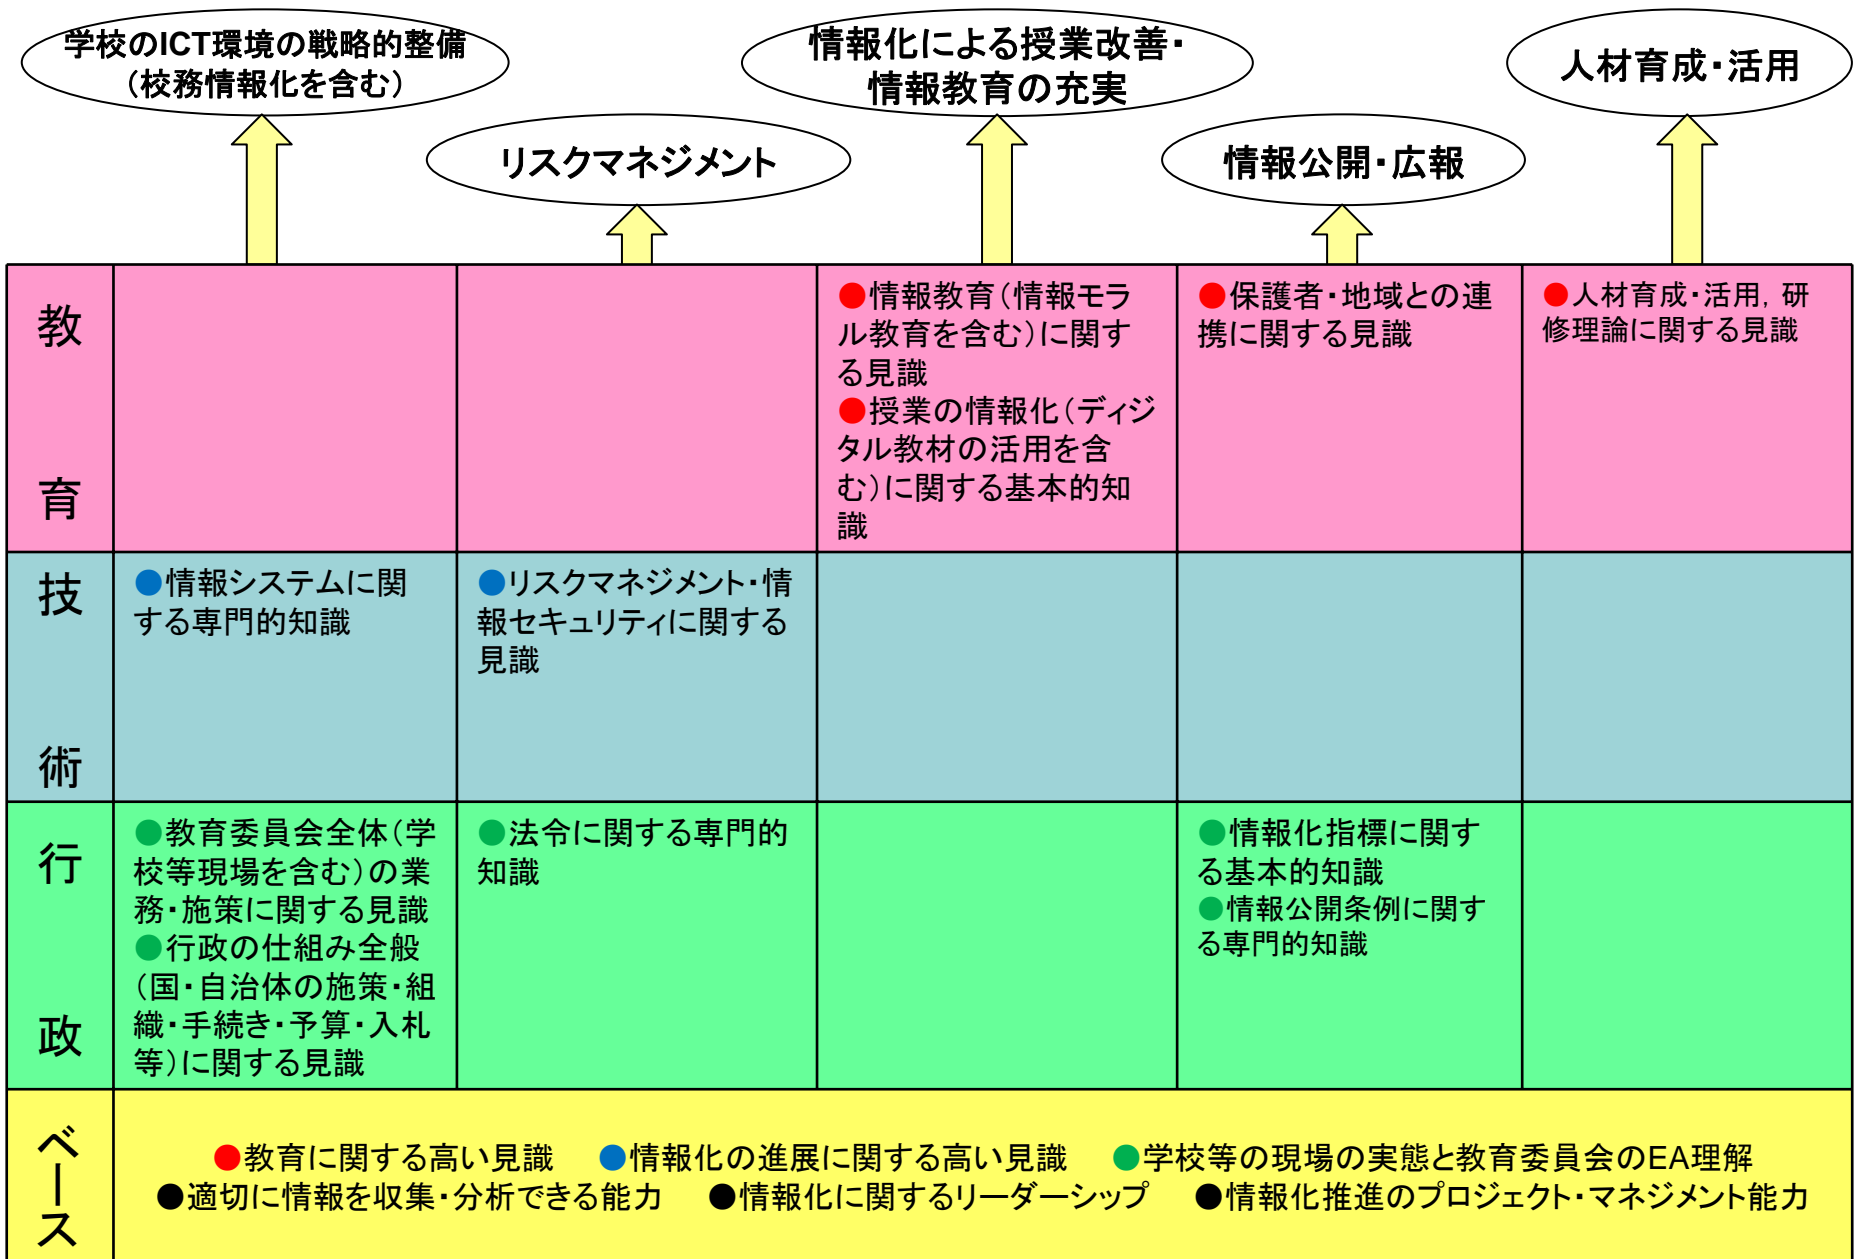 学校のICT環境の戦略的整備
（校務情報化を含む）
情報化による授業改善・
情報教育の充実
人材育成・活用
リスクマネジメント
情報公開・広報
教
育
●情報教育（情報モラ
ル教育を含む）に関す
る見識
●授業の情報化（ディジ
タル教材の活用を含
む）に関する基本的知
識
●保護者・地域との連
携に関する見識
●人材育成・活用，研
修理論に関する見識
技
術
●情報システムに関
する専門的知識
●リスクマネジメント・情
報セキュリティに関する
見識
行
政
●教育委員会全体（学
校等現場を含む）の業
務・施策に関する見識
●行政の仕組み全般
（国・自治体の施策・組
織・手続き・予算・入札
等）に関する見識
●法令に関する専門的
知識
●情報化指標に関す
る基本的知識
●情報公開条例に関す
る専門的知識
ベース
●教育に関する高い見識　●情報化の進展に関する高い見識　●学校等の現場の実態と教育委員会のEA理解
●適切に情報を収集・分析できる能力　●情報化に関するリーダーシップ　●情報化推進のプロジェクト・マネジメント能力